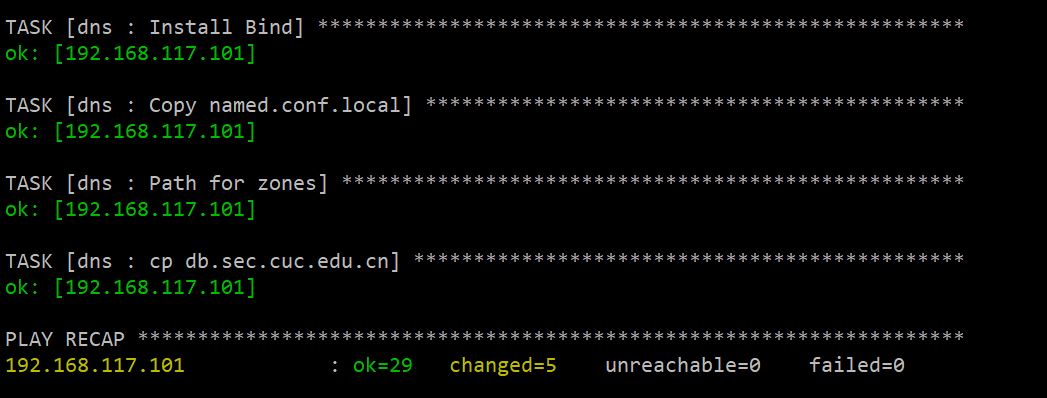 TASK [dns : Install Bind] ******************************************************
ok: [192.168.117.101]
TASK [dns : Copy named.conf.local] *********************************************
ok: [192.168.117.101]
TASK [dns : Path for zones] ****************************************************
ok: [192.168.117.101]
TASK [dns : cp db.sec.cuc.edu.cn] **********************************************
ok: [192.168.117.101]
PLAY RECAP *********************************************************************
192.168.117.101            : ok=29   changed=5    unreachable=0    failed=0